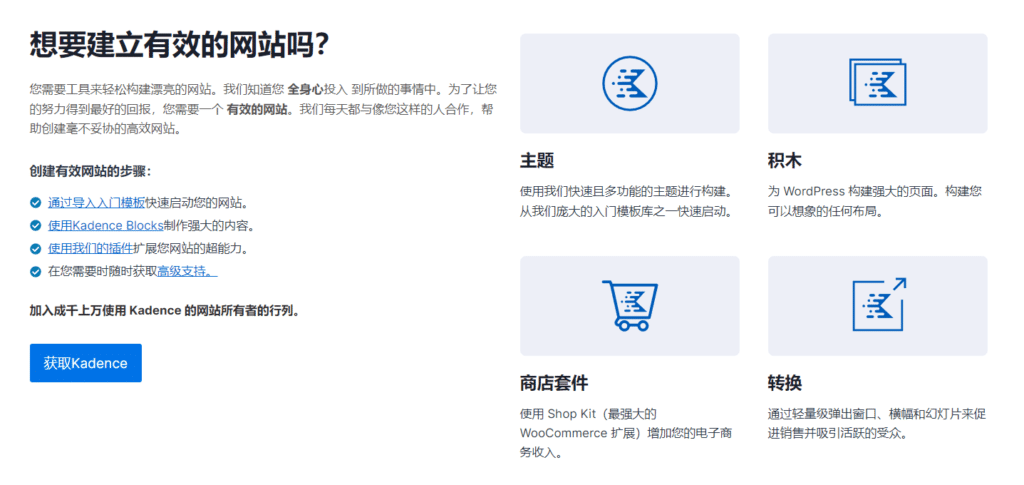 想要建立有效的网站吗？
您需要工具来轻松构建漂亮的网站。我们知道您 全身心投入 到所做的事情中。为了让您
的努力得到最好的回报，您需要一个 有效的网站。我们每天都与像您这样的人合作，帮
助创建毫不妥协的高效网站。
创建有效网站的步骤：
通过导入入门模板快速启动您的网站。
使用Kadence Blocks制作强大的内容。
使用我们的插件扩展您网站的超能力。
在您需要时随时获取高级支持。
加入成千上万使用 Kadence 的网站所有者的行列。
获取Kadence
主题
使用我们快速且多功能的主题进行构建。
从我们庞大的入门模板库之一快速启动。
积木
为 WordPress 构建强大的页面。构建您
可以想象的任何布局。
商店套件
使用 Shop Kit（最强大的
WooCommerce 扩展）增加您的电子商
务收入。
转换
通过轻量级弹出窗口、横幅和幻灯片来促
进销售并吸引活跃的受众。